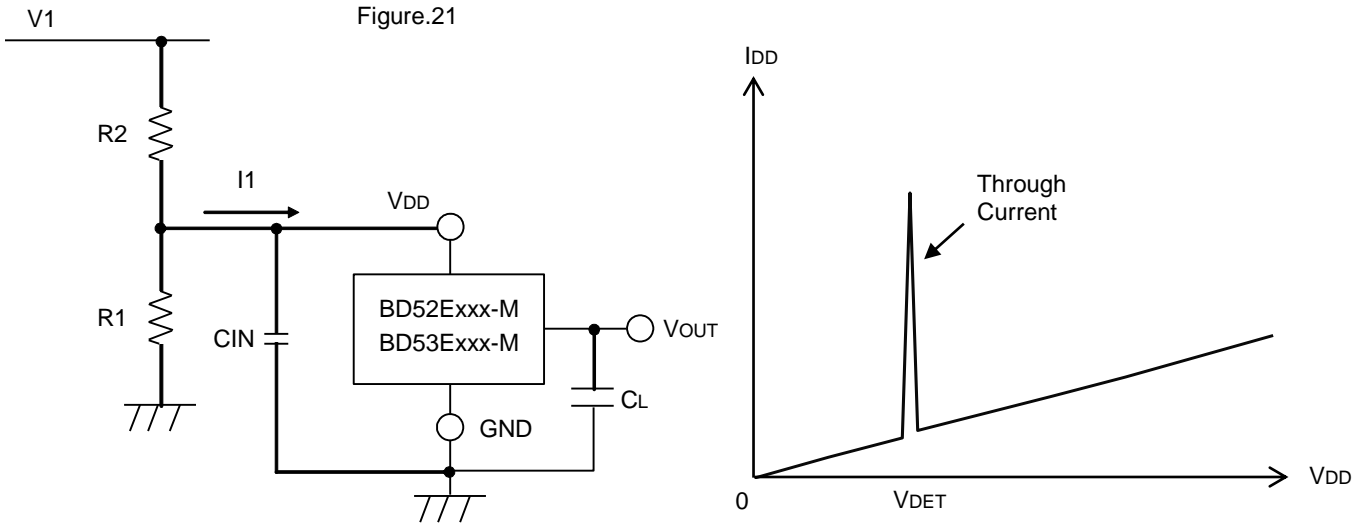 V1
Figure.21
R2
I1
VDD
R1
CIN
BD52Exxx-M
BD53Exxx-M
VOUT
CL
GND
IDD
Through
Current
0
VDET
VDD